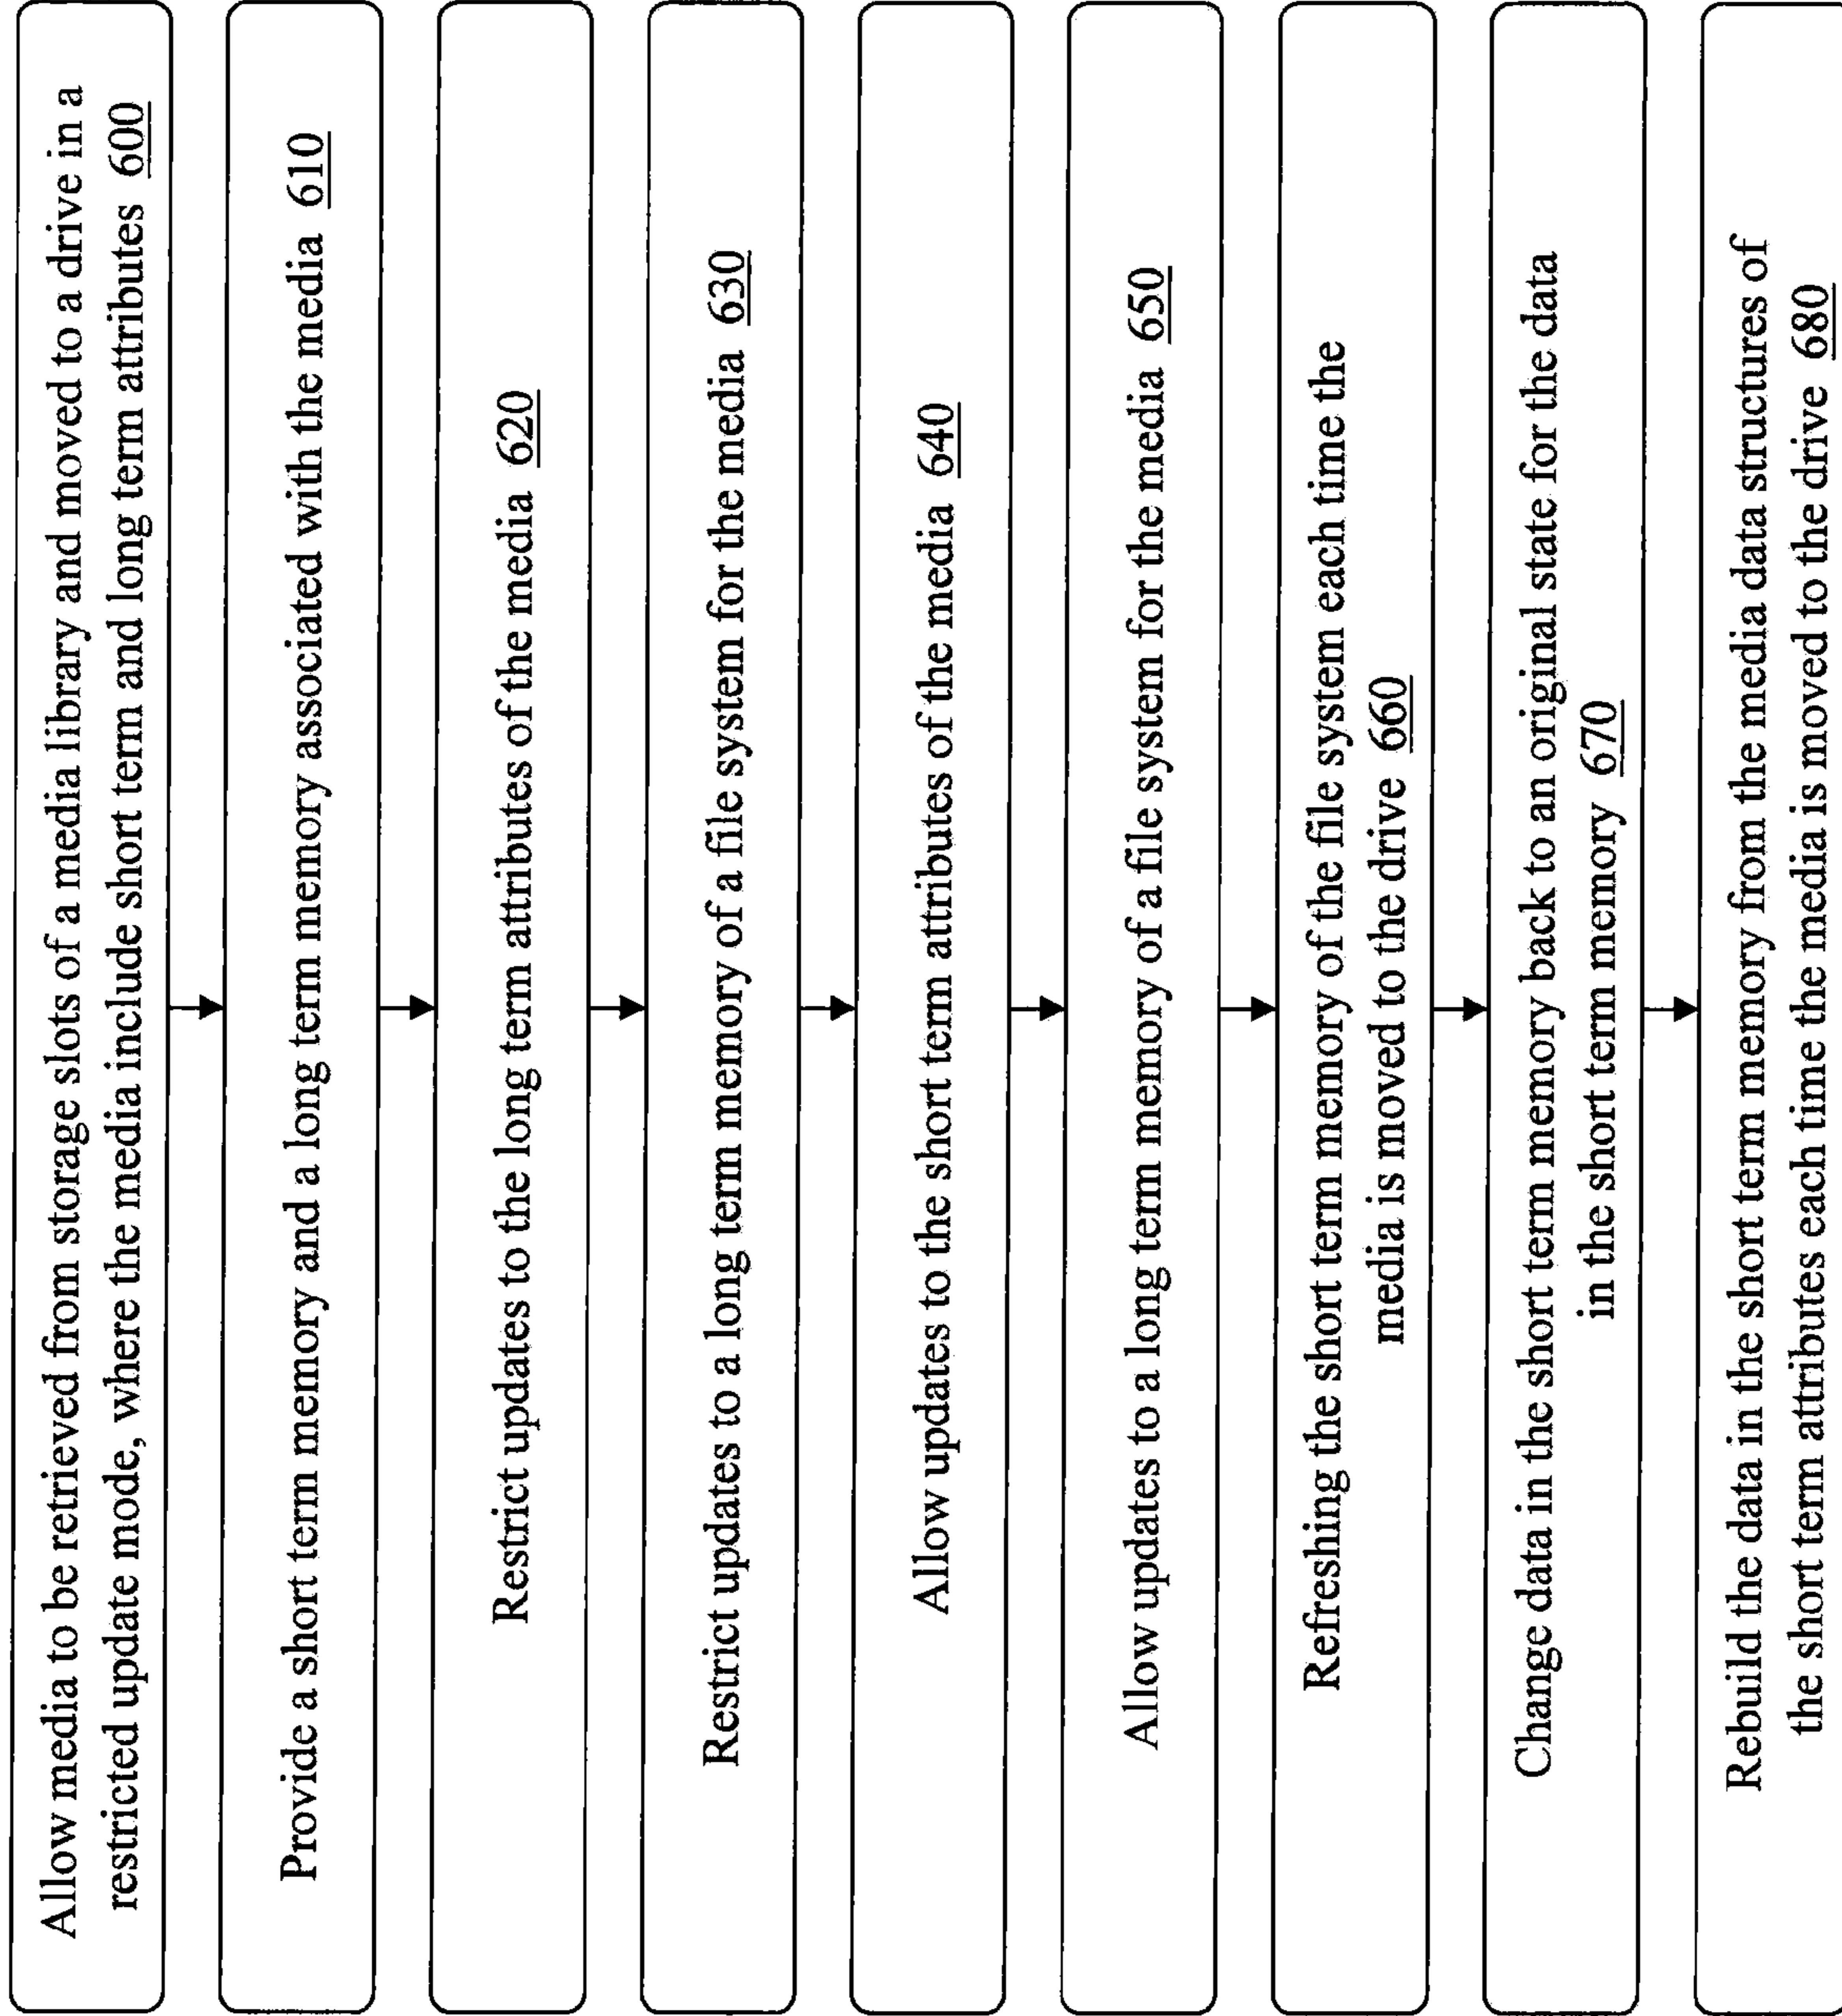 Allow media to be retrieved from storage slots of a media library and moved to a drive in a
restricted update mode, where the media include short term and long term attributes 600
Provide a short term memory and a long term memory associated with the media 610
Restrict updates to the long term attributes of the media 620
Restrict updates to a long term memory of a file system for the media 630
Allow updates to the short term attributes of the media 640
Allow updates to a long term memory of a file system for the media 650
Refreshing the short term memory of the file system each time the
media is moved to the drive 660
Change data in the short term memory back to an original state for the data
in the short term memory 670
Rebuild the data in the short term memory from the media data structures of
the short term attributes each time the media is moved to the drive 680